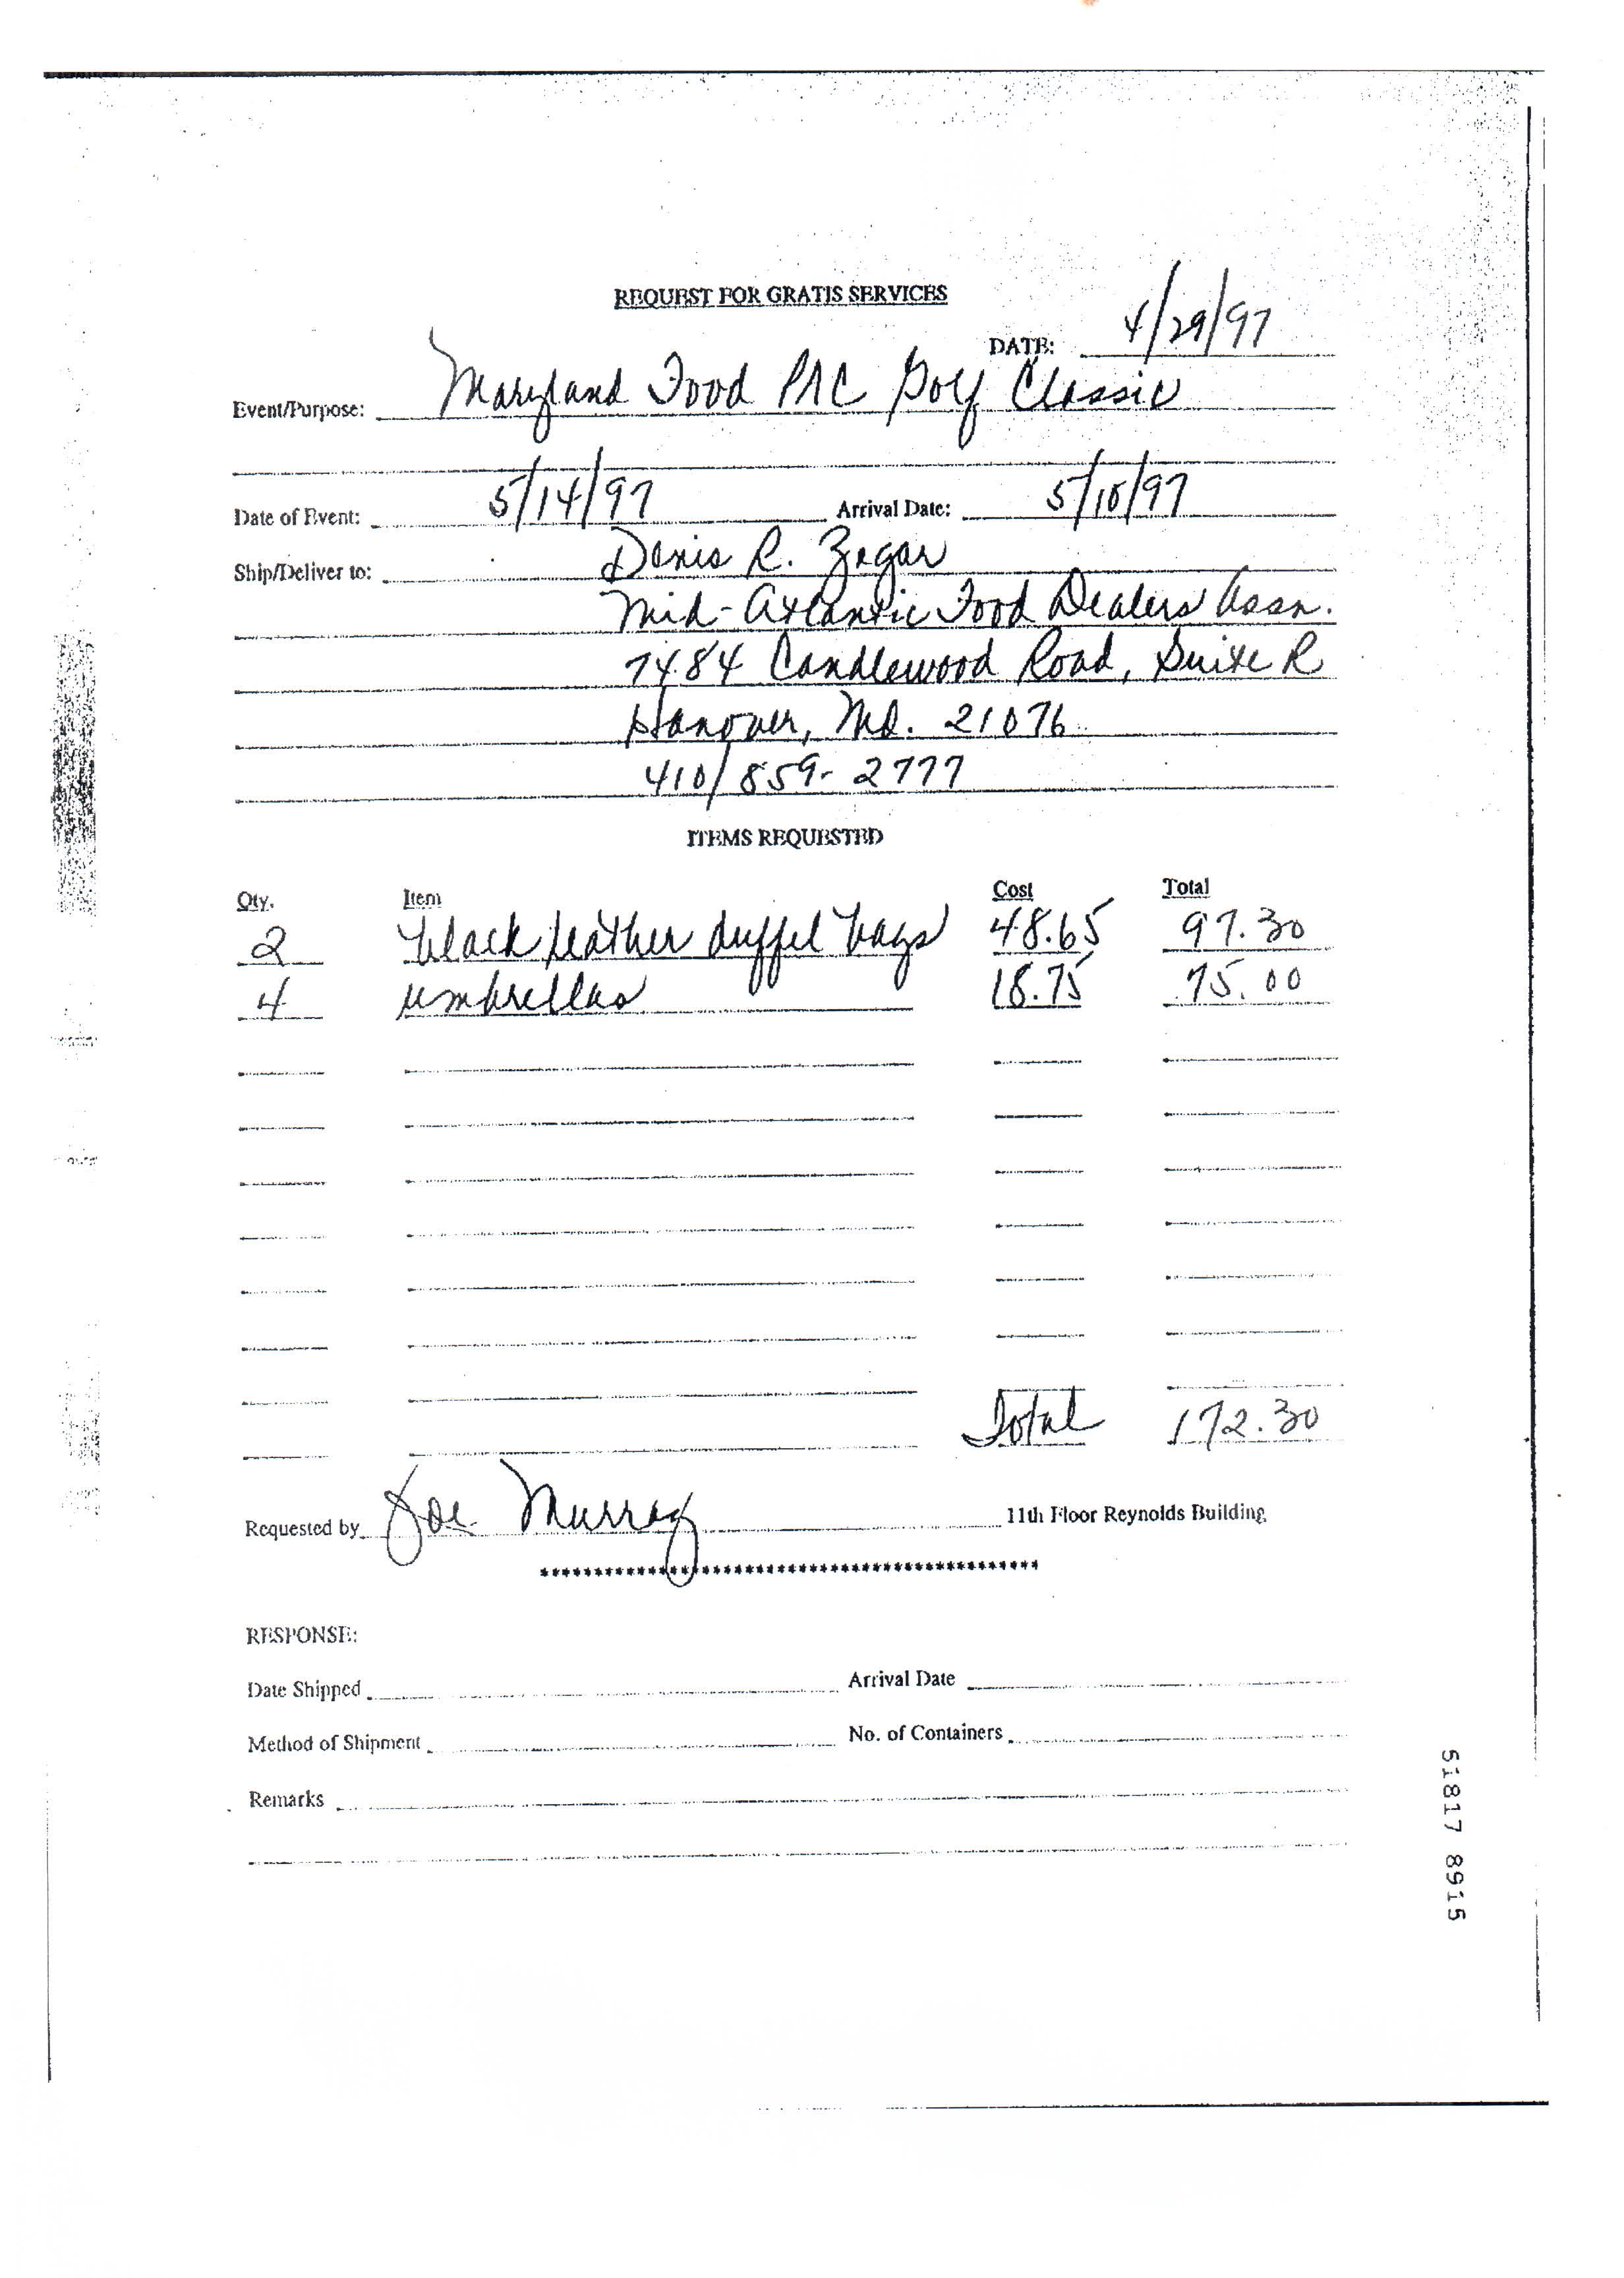 REQUEST FOR GRATIS SERVICES
DATE: 4/29/97
Event/Purpose: Maryland Food PAC Golf Classic
Date of Event: 5/14/97 Arrival Date: 5/10/97
Ship/Deliver to: Denis R. Zegar
Mid-Atlantic Food Dealers Assn.
7484 Candlewood Road, Suite R
Hanover, Md. 21076
410/859-2777
ITEMS REQUESTED
Qty. Item Cost Total
2 black leather duffel bags 48.65 97.30
4 umbrellas 18.75 75.00
Total 172.30
Requested by Joe Murray 11th Floor Reynolds Building
*********************************************
RESPONSE:
Date Shipped Arrival Date
Method of Shipment No. of Containers
Remarks
51817 8915